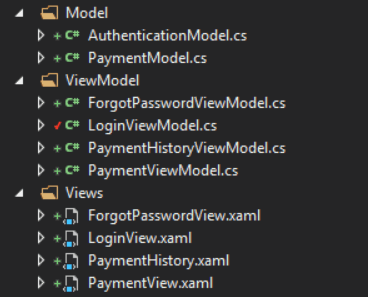 Model
C# AuthenticationModel.cs
C# PaymentModel.cs
ViewModel
C# ForgotPasswordViewModel.cs
C# LoginViewModel.cs
C# PaymentHistoryViewModel.cs
C# PaymentViewModel.cs
Views
ForgotPasswordView.xaml
LoginView.xaml
PaymentHistory.xaml
PaymentView.xaml